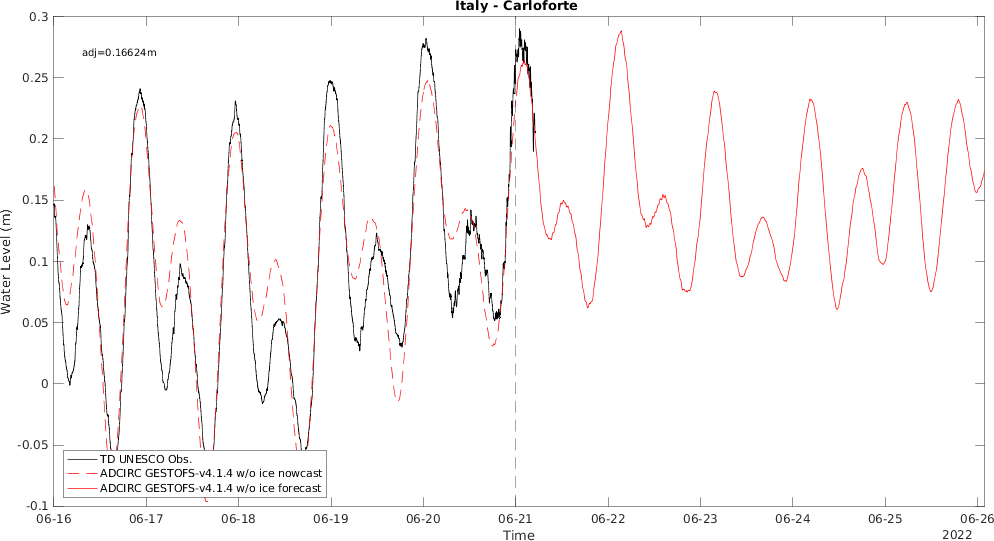 Italy - Carloforte
adj=0.16624m
0.3
0.25
0.2
0.15
0.1
0.05
0
-0.05
-0.1
Water Level (m)
TD UNESCO Obs.
ADCIRC GESTOFS-v4.1.4 w/o ice nowcast
ADCIRC GESTOFS-v4.1.4 w/o ice forecast
06-16 06-17 06-18 06-19 06-20 06-21 06-22 06-23 06-24 06-25 06-26
Time
2022